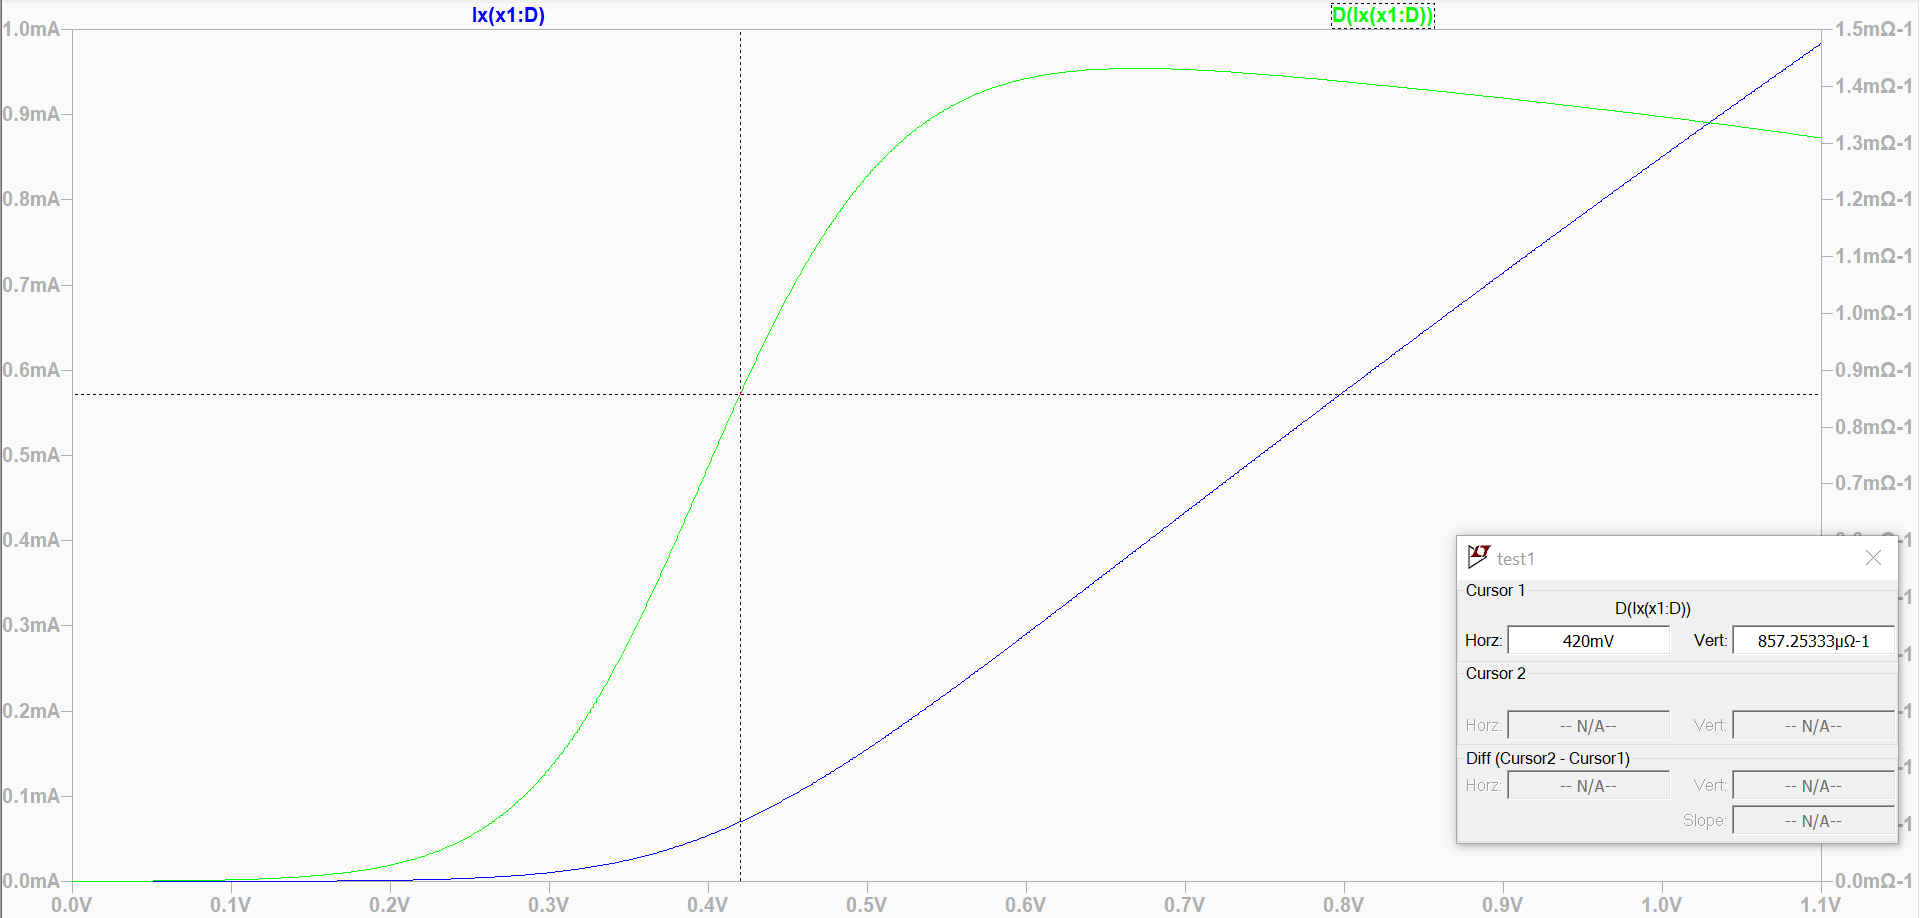 Ix(x1:D) D(Ix(x1:D))
1.0mA 1.5mΩ-1
1.4mΩ-1
0.9mA
1.3mΩ-1
0.8mA 1.2mΩ-1
1.1mΩ-1
0.7mA
1.0mΩ-1
0.6mA 0.9mΩ-1
0.8mΩ-1
0.5mA
0.7mΩ-1
0.4mA
0.3mA
0.2mA
0.1mA
0.0mA 0.0mΩ-1
0.0V 0.1V 0.2V 0.3V 0.4V 0.5V 0.6V 0.7V 0.8V 0.9V 1.0V 1.1V
test1
Cursor 1
D(Ix(x1:D))
Horz: 420mV Vert: 857.25333µΩ-1
Cursor 2
Horz: -- N/A-- Vert: -- N/A--
Diff (Cursor2 - Cursor1)
Horz: -- N/A-- Vert: -- N/A--
Slope: -- N/A--